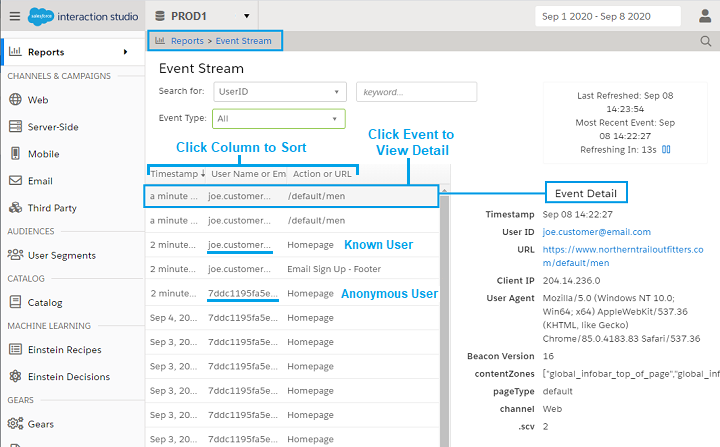 salesforce interaction studio
PROD1
Sep 1 2020 - Sep 8 2020
Reports
Reports > Event Stream
CHANNELS & CAMPAIGNS
Web
Server-Side
Mobile
Email
Third Party
AUDIENCES
User Segments
CATALOG
Catalog
MACHINE LEARNING
Einstein Recipes
Einstein Decisions
GEARS
Gears
Event Stream
Search for: UserID keyword...
Event Type: All
Last Refreshed: Sep 08
14:23:54
Most Recent Event: Sep
08 14:22:27
Refreshing In: 13s
Click Column to Sort
Click Event to
View Detail
Timestamp ↓ User Name or Em Action or URL
a minute ... joe.customer... /default/men
a minute ... joe.customer... /default/men
2 minute... joe.customer... Homepage Known User
2 minute... joe.customer... Email Sign Up - Footer
2 minute... 7ddc1195fa5e... Homepage Anonymous User
Sep 4, 20... 7ddc1195fa5e... Homepage
Sep 3, 20... 7ddc1195fa5e... Homepage
Sep 3, 20... 7ddc1195fa5e... Homepage
Sep 3, 20... 7ddc1195fa5e... Homepage
Sep 3, 20... 7ddc1195fa5e... Homepage
Sep 3, 20... 7ddc1195fa5e... Homepage
Event Detail
Timestamp Sep 08 14:22:27
User ID joe.customer@email.com
URL https://www.northerntrailoutfitters.co
m/default/men
Client IP 204.14.236.0
User Agent Mozilla/5.0 (Windows NT 10.0;
Win64; x64) AppleWebKit/537.36
(KHTML, like Gecko)
Chrome/85.0.4183.83 Safari/537.36
Beacon Version 16
contentZones ["global_infobar_top_of_page","global_inf
pageType default
channel Web
.scv 2